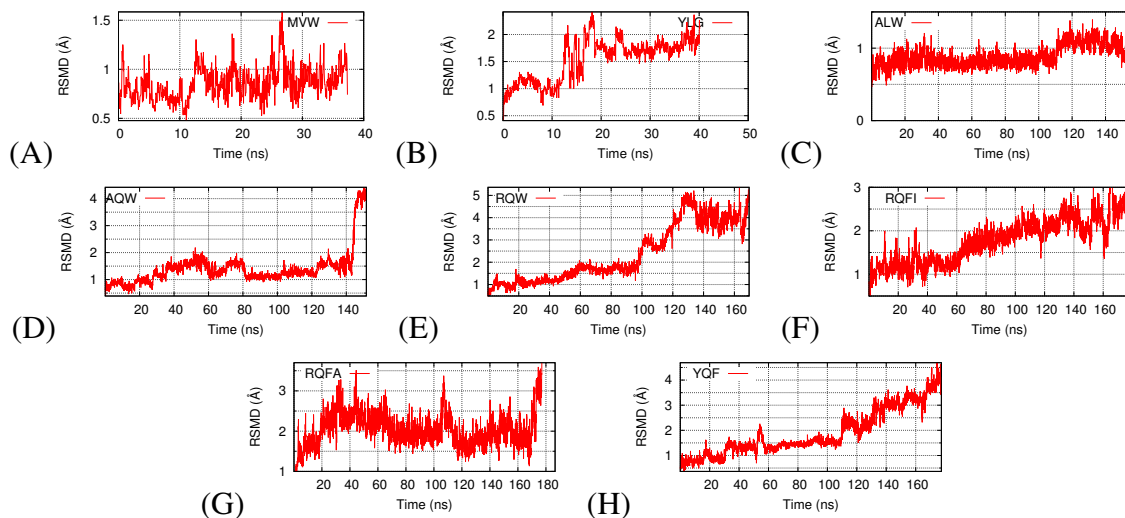 1.5
1
0.5
RSMD (Å)
MVW
0 10 20 30 40
Time (ns)
(A)
2
1.5
1
0.5
RSMD (Å)
YLG
0 10 20 30 40 50
Time (ns)
(B)
1
0
RSMD (Å)
ALW
20 40 60 80 100 120 140
Time (ns)
(C)
4
3
2
1
RSMD (Å)
AQW
20 40 60 80 100 120 140
Time (ns)
(D)
5
4
3
2
1
RSMD (Å)
RQW
20 40 60 80 100 120 140 160
Time (ns)
(E)
3
2
1
RSMD (Å)
RQFI
20 40 60 80 100 120 140 160
Time (ns)
(F)
3
2
1
RSMD (Å)
RQFA
20 40 60 80 100 120 140 160 180
Time (ns)
(G)
4
3
2
1
RSMD (Å)
YQF
20 40 60 80 100 120 140 160
Time (ns)
(H)